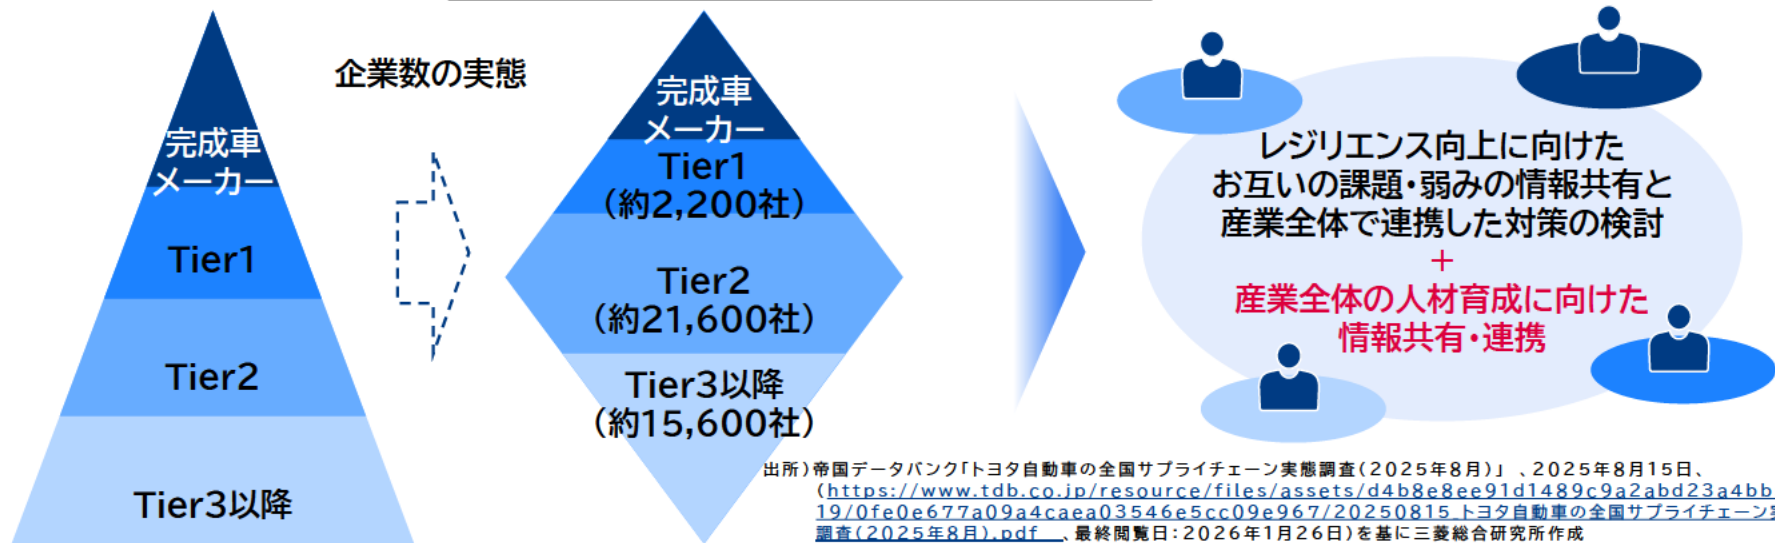 完成車
メーカー
Tier1
Tier2
Tier3以降
企業数の実態
完成車
メーカー
Tier1
(約2,200社)
Tier2
(約21,600社)
Tier3以降
(約15,600社)
レジリエンス向上に向けた
お互いの課題・弱みの情報共有と
産業全体で連携した対策の検討
+
産業全体の人材育成に向けた
情報共有・連携
出所)帝国データバンク「トヨタ自動車の全国サプライチェーン実態調査(2025年8月)」、2025年8月15日、
(https://www.tdb.co.jp/resource/files/assets/d4b8e8ee91d1489c9a2abd23a4bb
19/0fe0e677a09a4caea03546e5cc09e967/20250815_トヨタ自動車の全国サプライチェーン
調査(2025年8月).pdf 、最終閲覧日:2026年1月26日)を基に三菱総合研究所作成